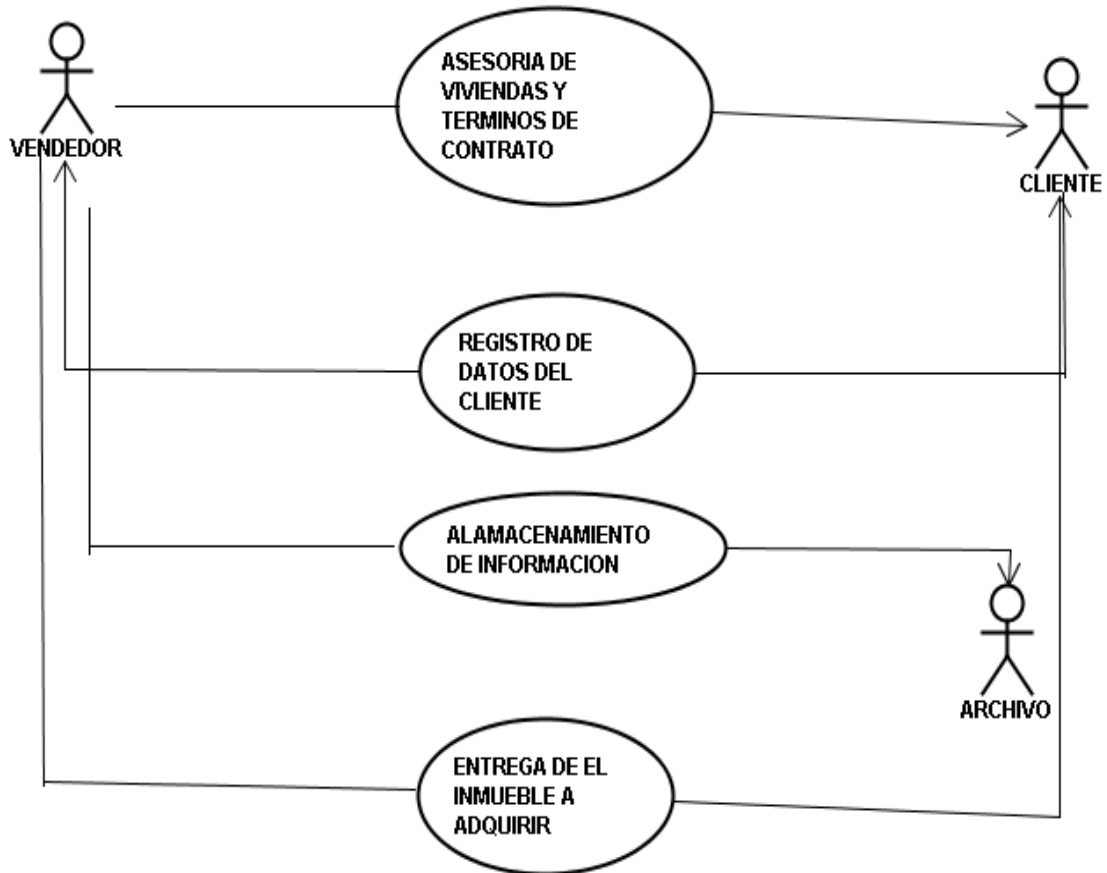 ASESORIA DE
VIVIENDAS Y
TERMINOS DE
CONTRATO
VENDEDOR
CLIENTE
REGISTRO DE
DATOS DEL
CLIENTE
ALAMACENAMIENTO
DE INFORMACION
ARCHIVO
ENTREGA DE EL
INMUEBLE A
ADQUIRIR